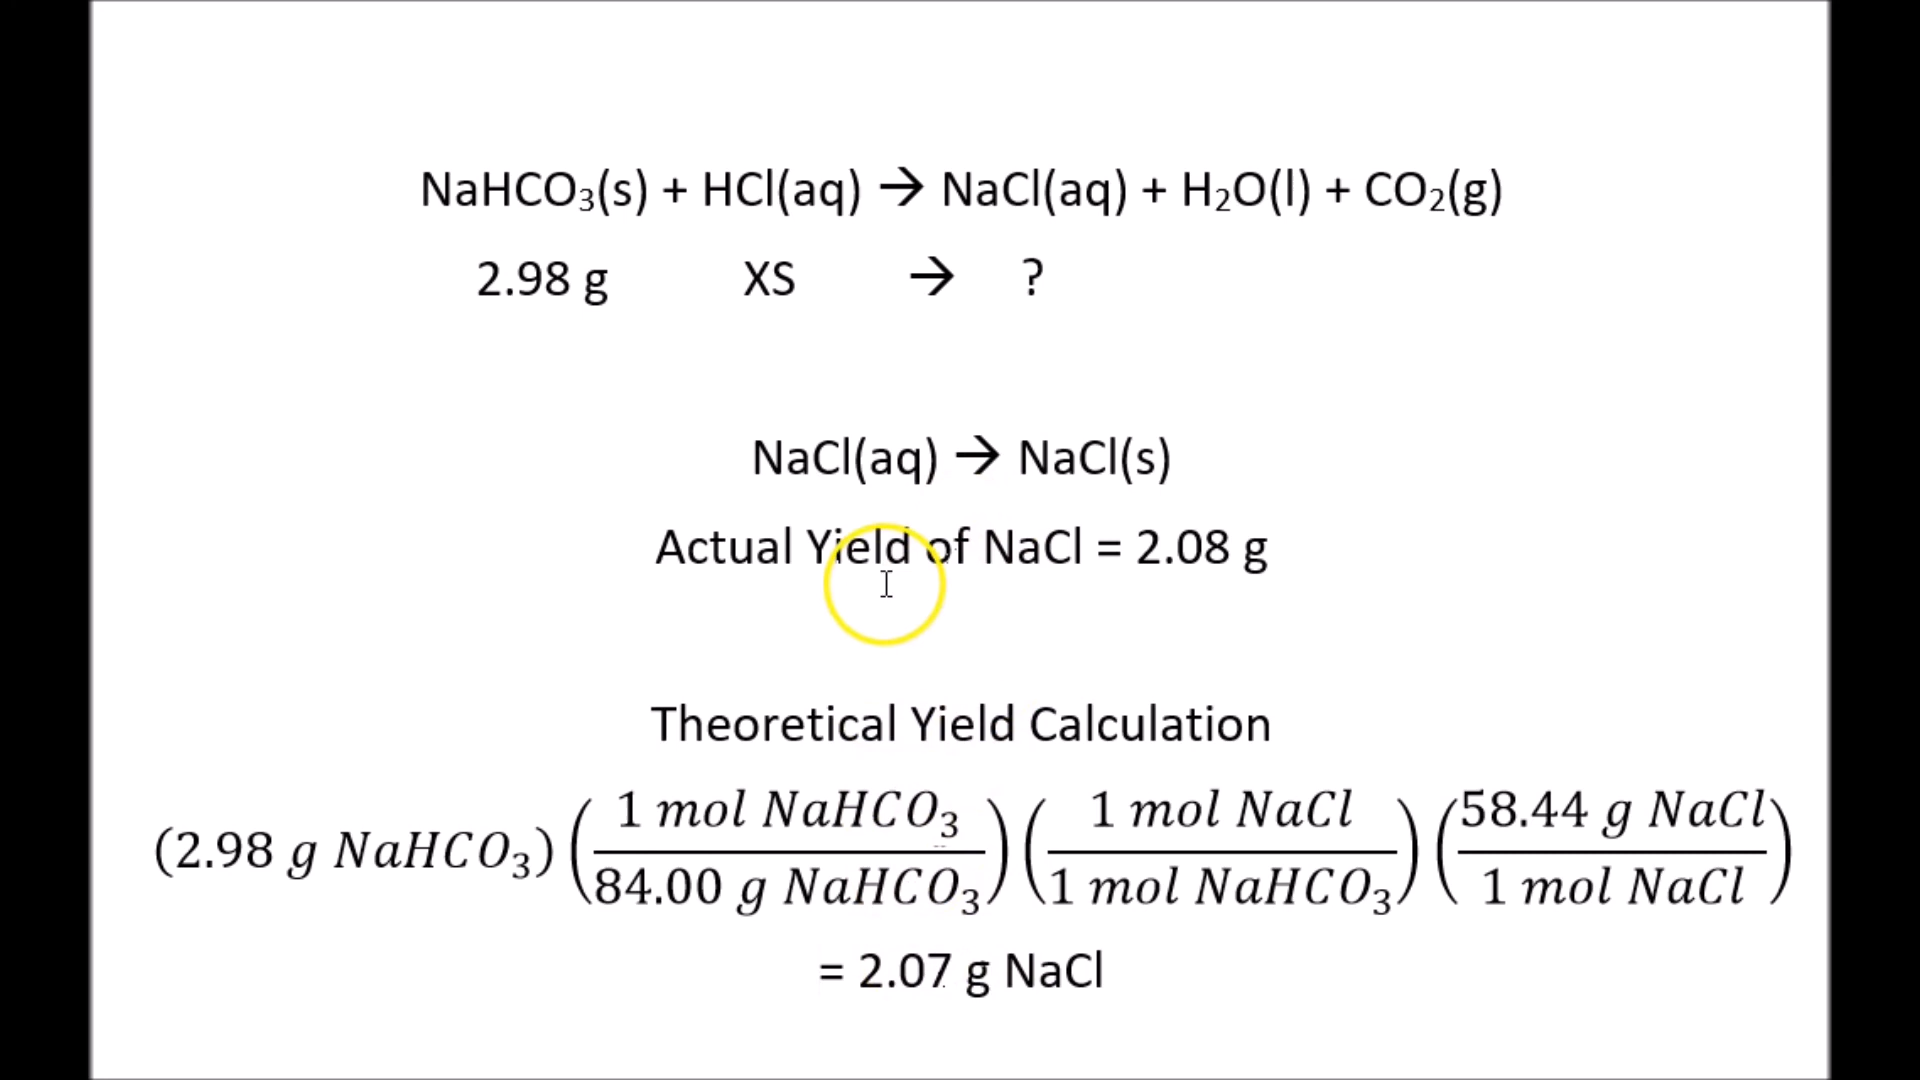 NaHCO₃(s) + HCl(aq) → NaCl(aq) + H₂O(l) + CO₂(g)
2.98 g XS → ?
NaCl(aq) → NaCl(s)
Actual Yield of NaCl = 2.08 g
Theoretical Yield Calculation
(2.98 g NaHCO₃) (1 mol NaHCO₃ / 84.00 g NaHCO₃) (1 mol NaCl / 1 mol NaHCO₃) (58.44 g NaCl / 1 mol NaCl)
= 2.07 g NaCl